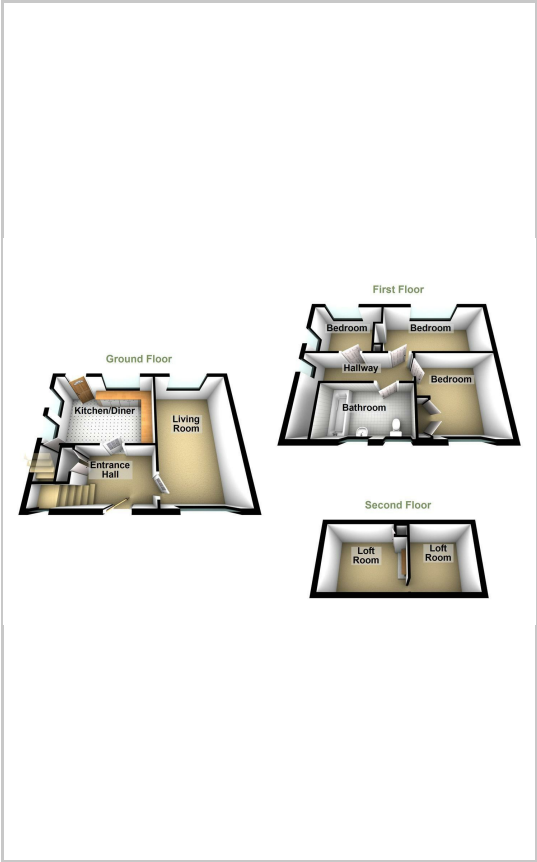 Ground Floor
Kitchen/Diner
Living
Room
Entrance
Hall
First Floor
Bedroom
Bedroom
Hallway
Bedroom
Bathroom
Second Floor
Loft
Room
Loft
Room